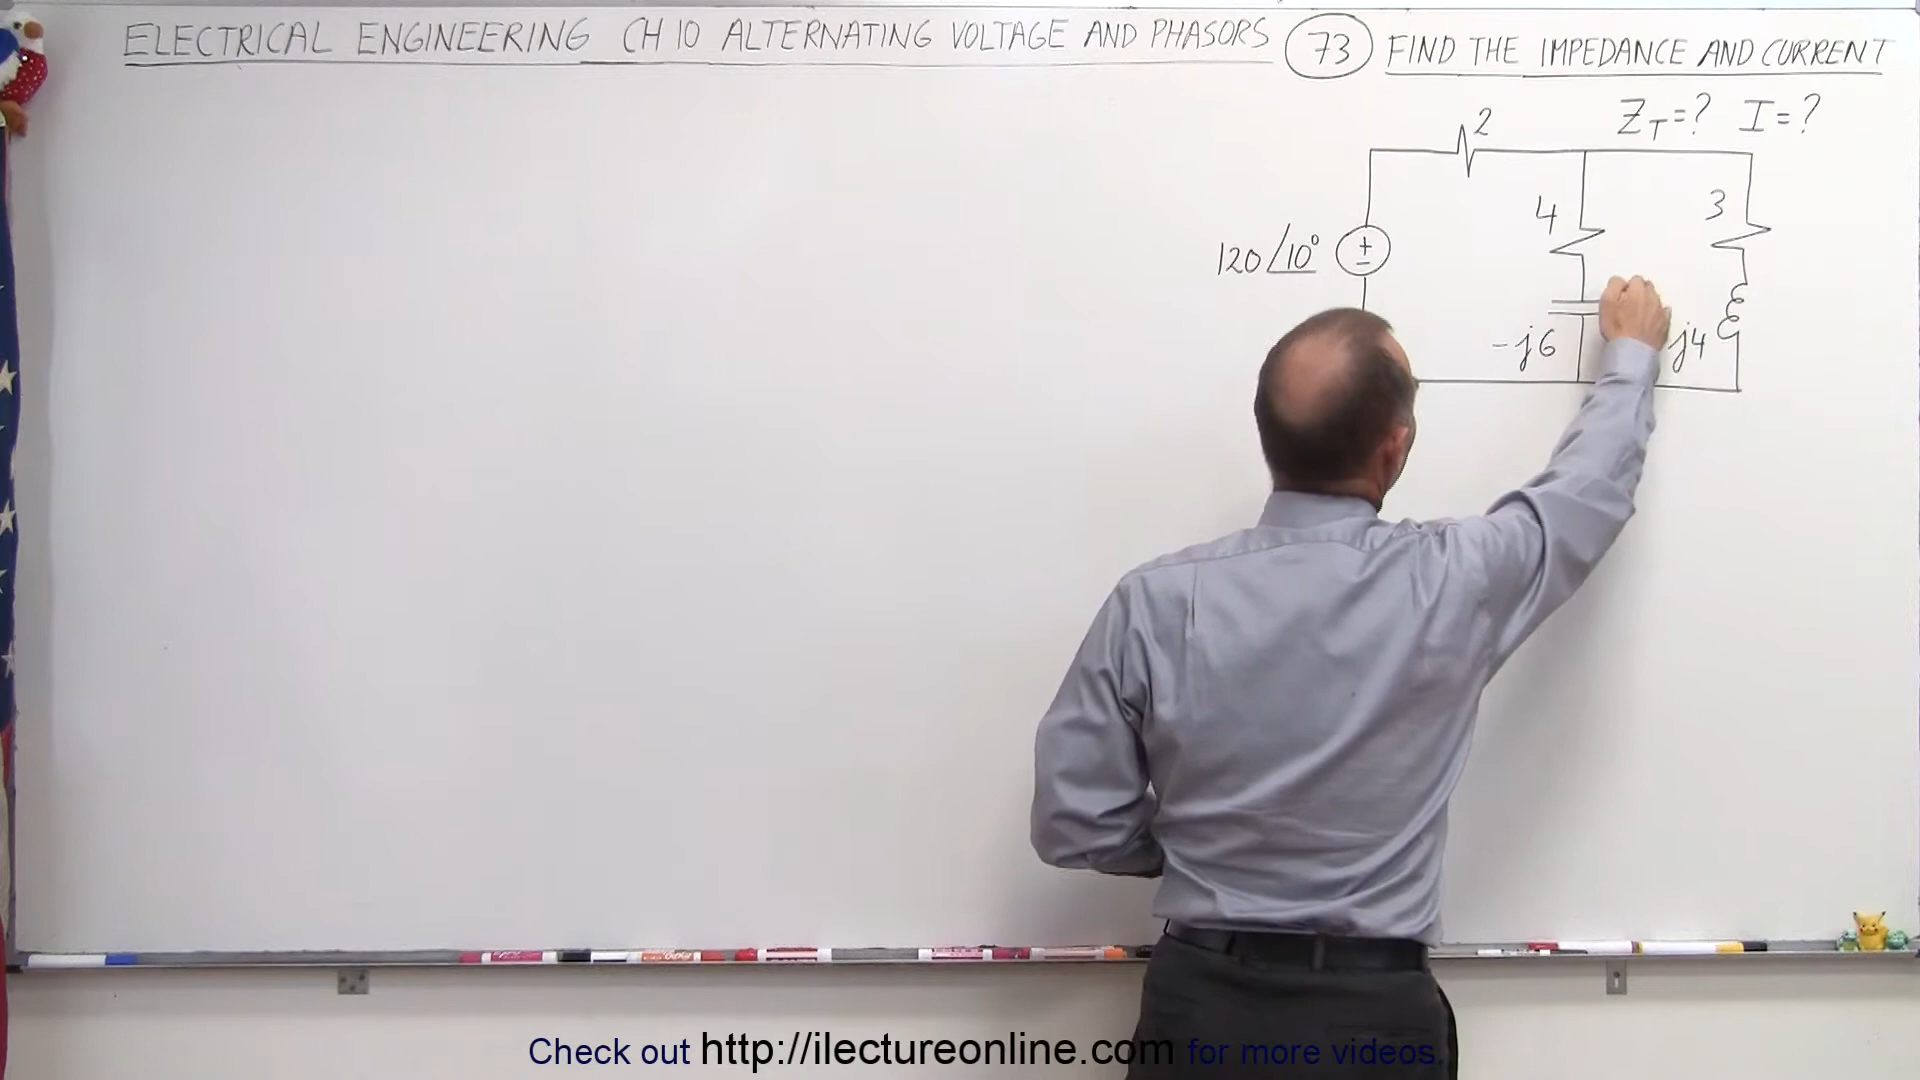 ELECTRICAL ENGINEERING CH 10 ALTERNATING VOLTAGE AND PHASORS 73 FIND THE IMPEDANCE AND CURRENT
Z_T=? I=?
2
4
3
120 /10°
+
-
-j6
j4
Check out http://ilectureonline.com for more videos.